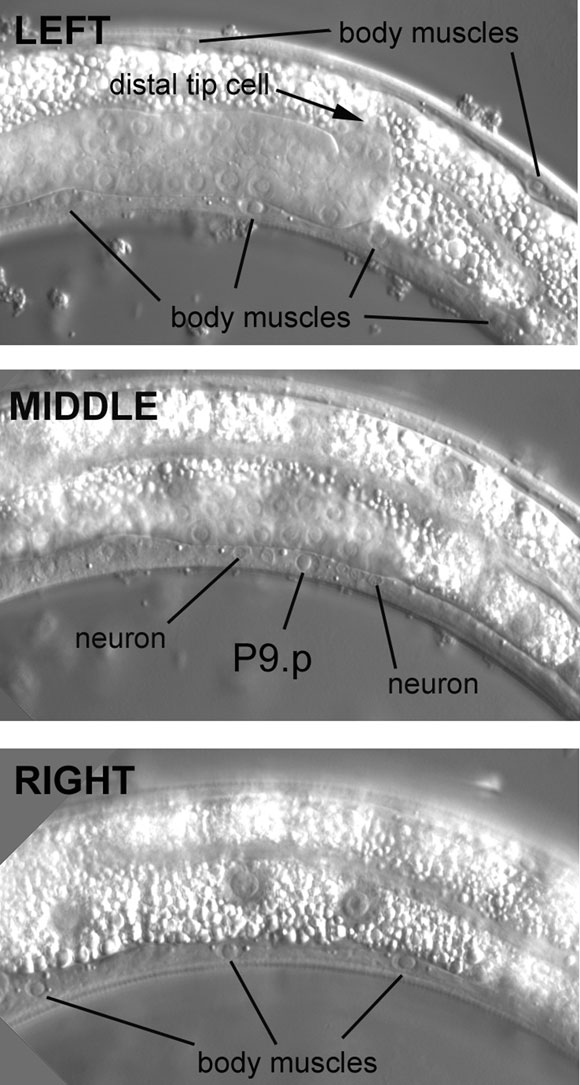 LEFT
body muscles
distal tip cell
body muscles
MIDDLE
neuron
P9.p
neuron
RIGHT
body muscles